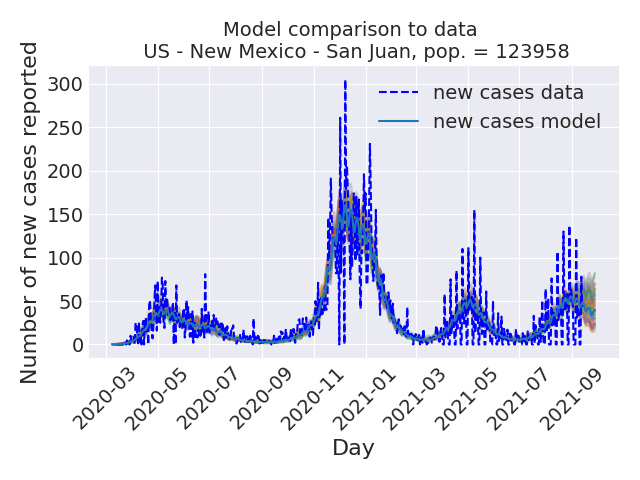 Model comparison to data
US - New Mexico - San Juan, pop. = 123958
Number of new cases reported
300
250
200
150
100
50
0
new cases data
new cases model
2020-03
2020-05
2020-07
2020-09
2020-11
2021-01
2021-03
2021-05
2021-07
2021-09
Day